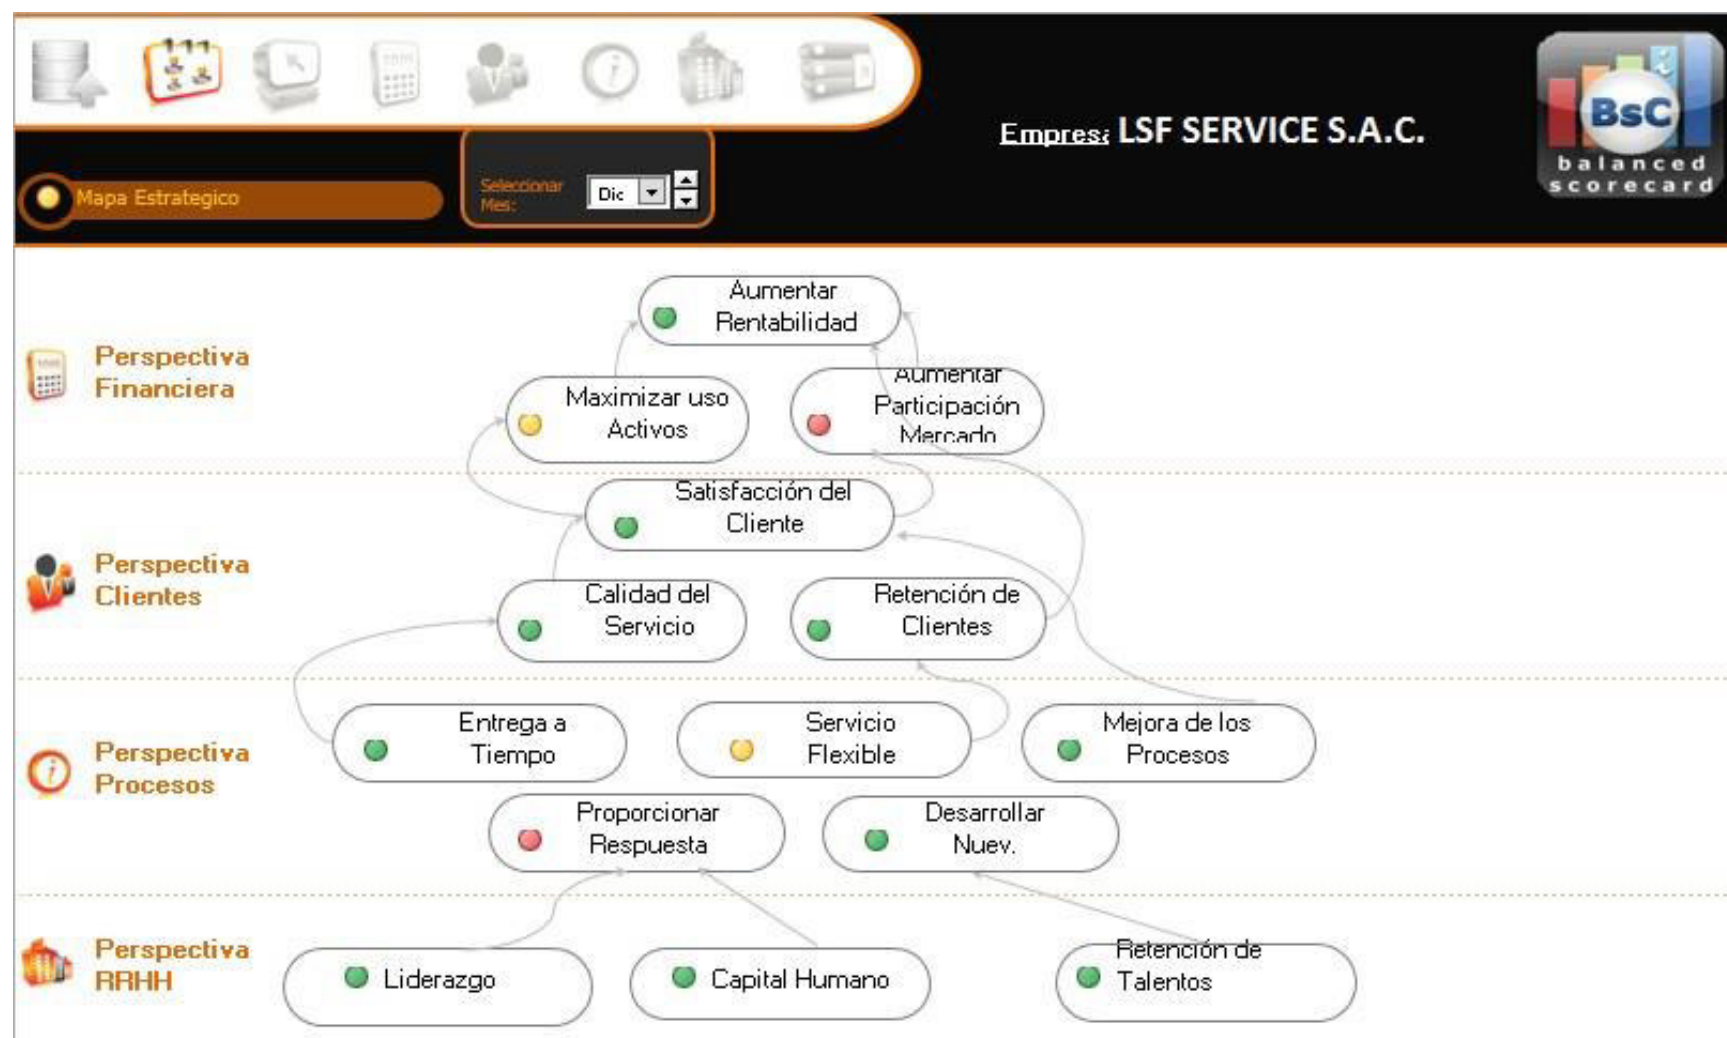 Empresa LSF SERVICE S.A.C.
BSC
balanced
scorecard
Mapa Estrategico
Seleccionar
Mes:
Dic
Perspectiva
Financiera
Aumentar
Rentabilidad
Maximizar uso
Activos
Aumentar
Participación
Mercado
Perspectiva
Clientes
Satisfacción del
Cliente
Calidad del
Servicio
Retención de
Clientes
Perspectiva
Procesos
Entrega a
Tiempo
Servicio
Flexible
Mejora de los
Procesos
Proporcionar
Respuesta
Desarrollar
Nuev.
Perspectiva
RRHH
Liderazgo
Capital Humano
Retención de
Talentos